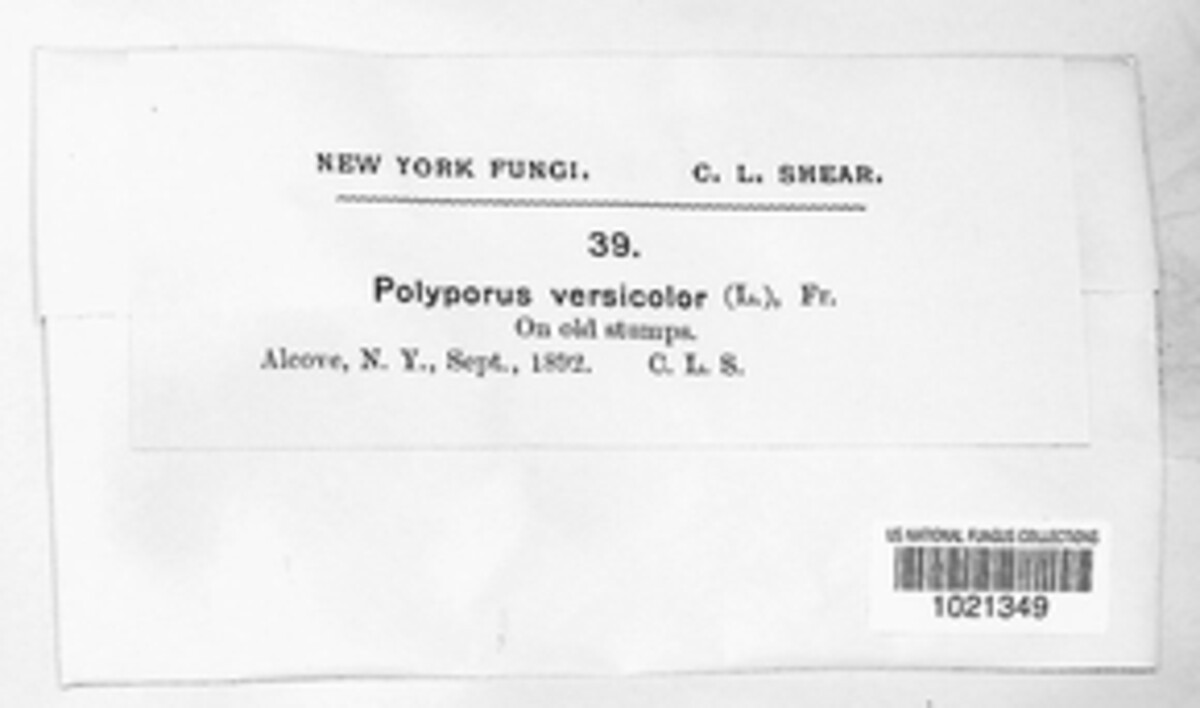 NEW YORK FUNGI. C. L. SHEAR.
39.
Polyporus versicolor (L.), Fr.
On old stumps.
Alcove, N. Y., Sept., 1892. C. L. S.
US NATIONAL FUNGUS COLLECTIONS
1021349